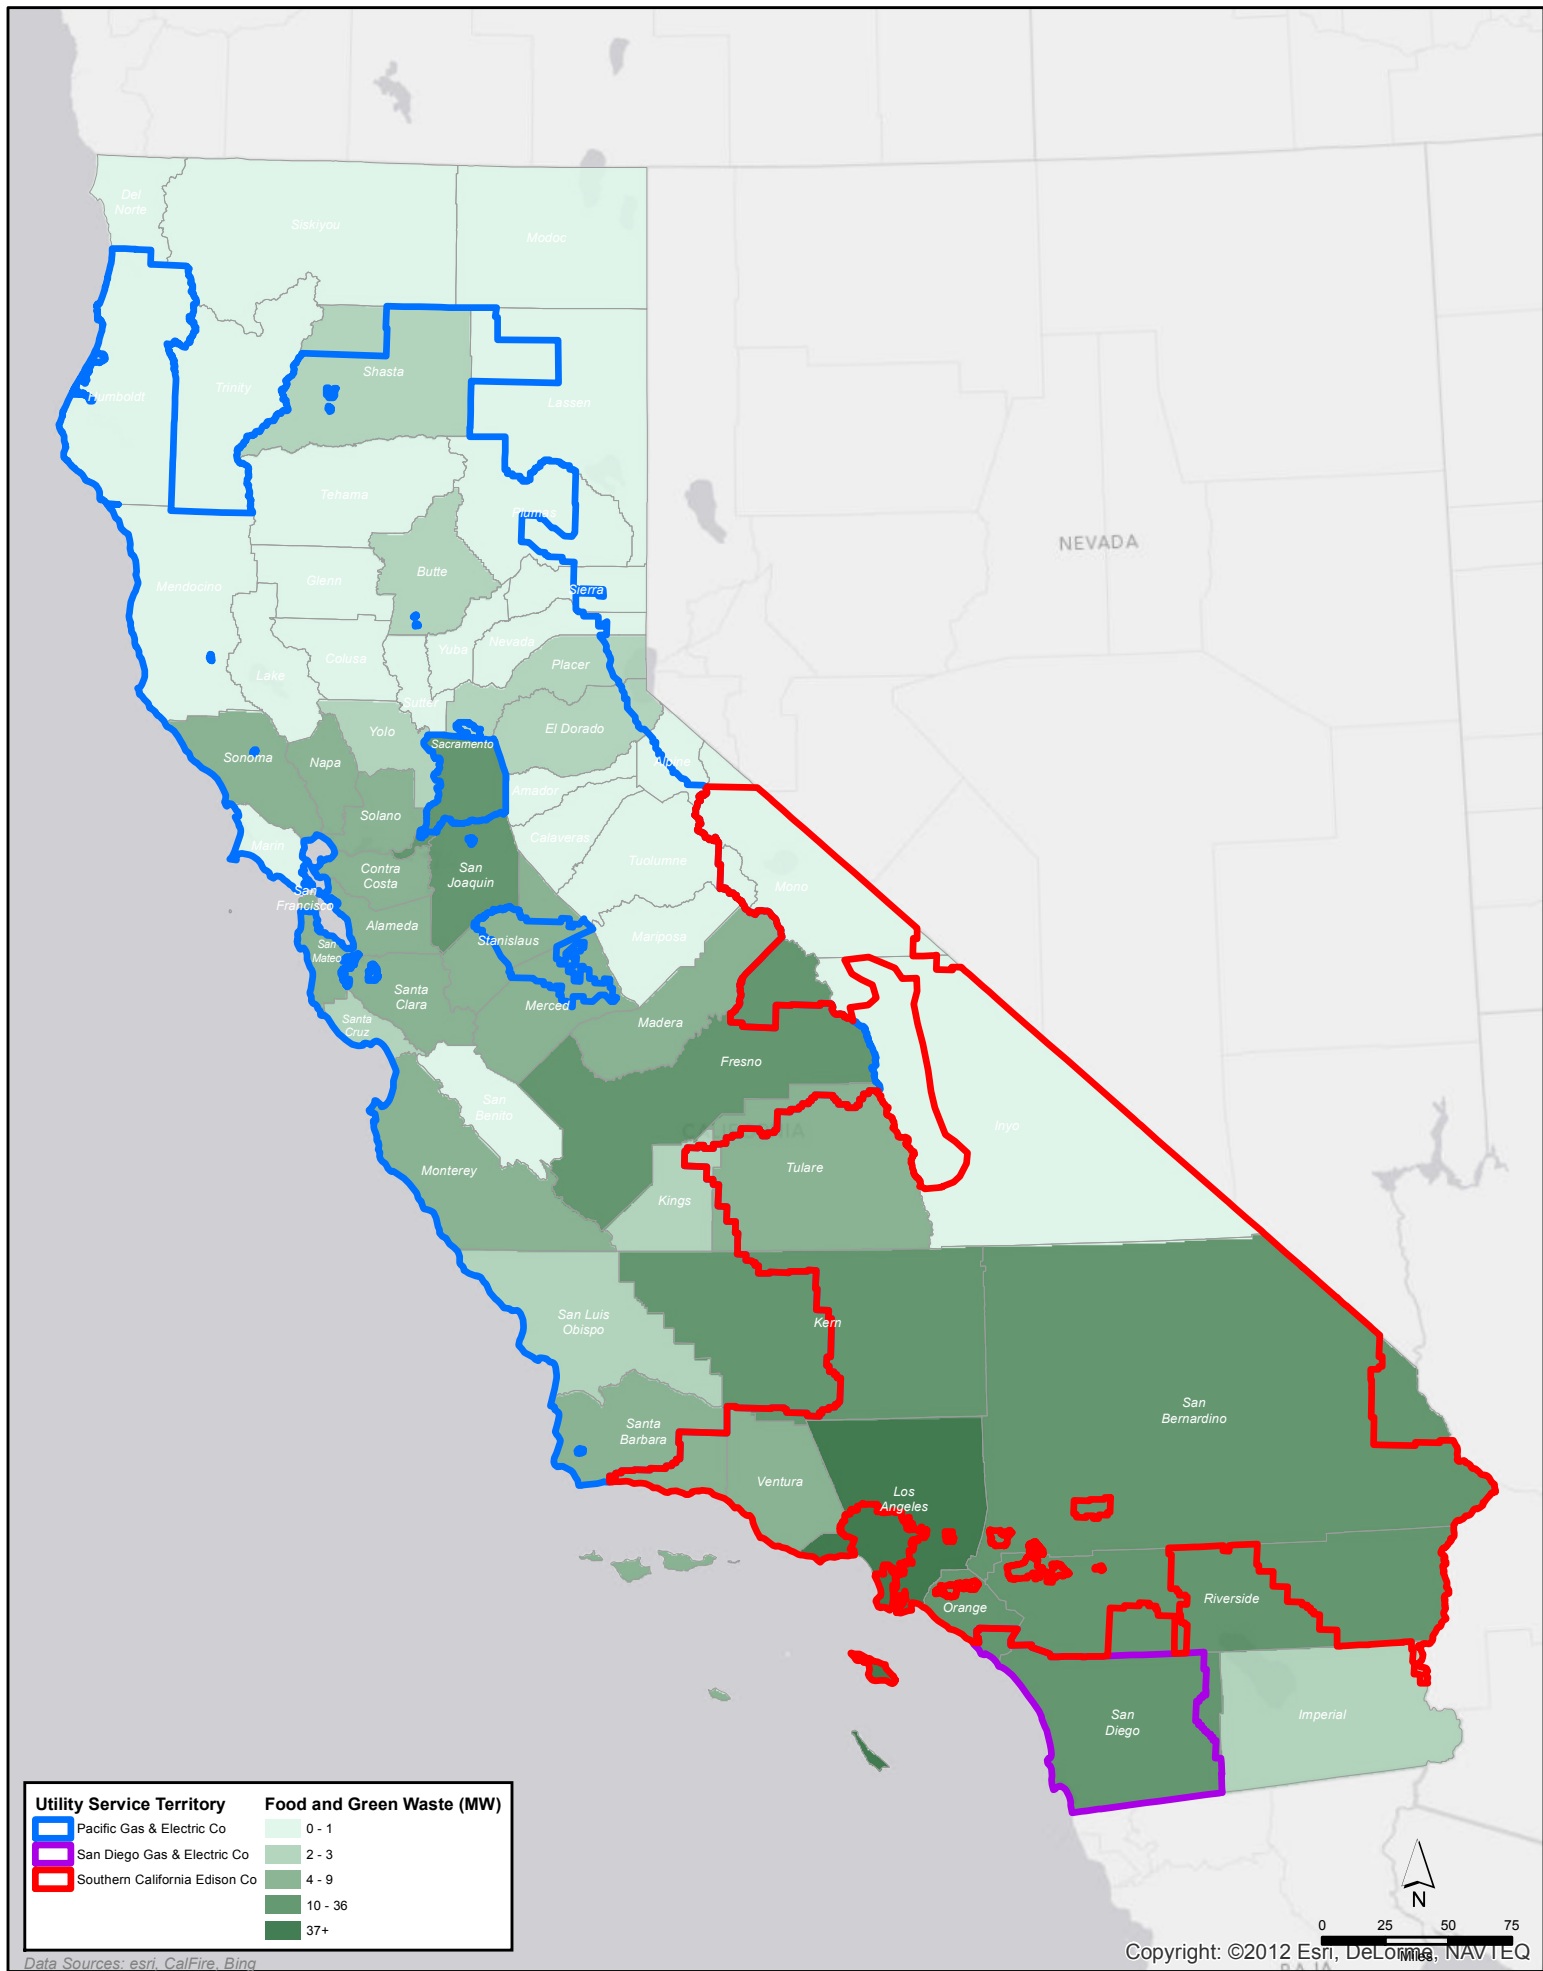 Del
Norte
Siskiyou
Modoc
Humboldt
Trinity
Shasta
Lassen
Tehama
Plumas
NEVADA
Mendocino
Glenn
Butte
Sierra
Lake
Colusa
Yuba
Nevada
Sutter
Placer
Sonoma
Napa
Yolo
Sacramento
El Dorado
Alpine
Solano
Amador
Marin
Calaveras
Contra
Costa
San
Joaquin
Tuolumne
Mono
San
Francisco
Alameda
Stanislaus
Mariposa
San
Mateo
Santa
Clara
Merced
Santa
Cruz
Madera
Fresno
San
Benito
CALIFORNIA
Inyo
Monterey
Tulare
Kings
San Luis
Obispo
Kern
San
Bernardino
Santa
Barbara
Ventura
Los
Angeles
Orange
Riverside
San
Diego
Imperial
Utility Service Territory
Pacific Gas & Electric Co
San Diego Gas & Electric Co
Southern California Edison Co
Food and Green Waste (MW)
0 - 1
2 - 3
4 - 9
10 - 36
37+
N
0 25 50 75
Miles
Copyright: ©2012 Esri, DeLorme, NAVTEQ
BAJA
Data Sources: esri, CalFire, Bing